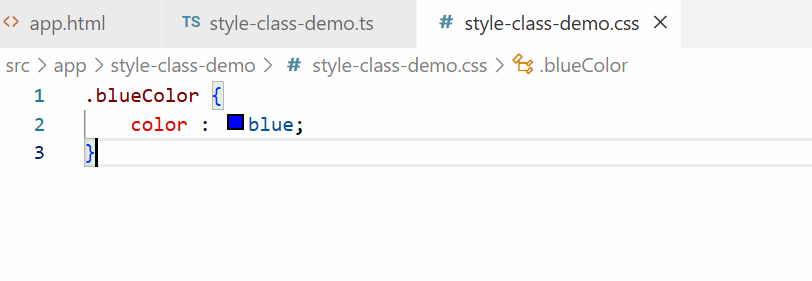 <> app.html TS style-class-demo.ts # style-class-demo.css ×
src > app > style-class-demo > # style-class-demo.css > .blueColor
1 .blueColor {
2 color : blue;
3 }